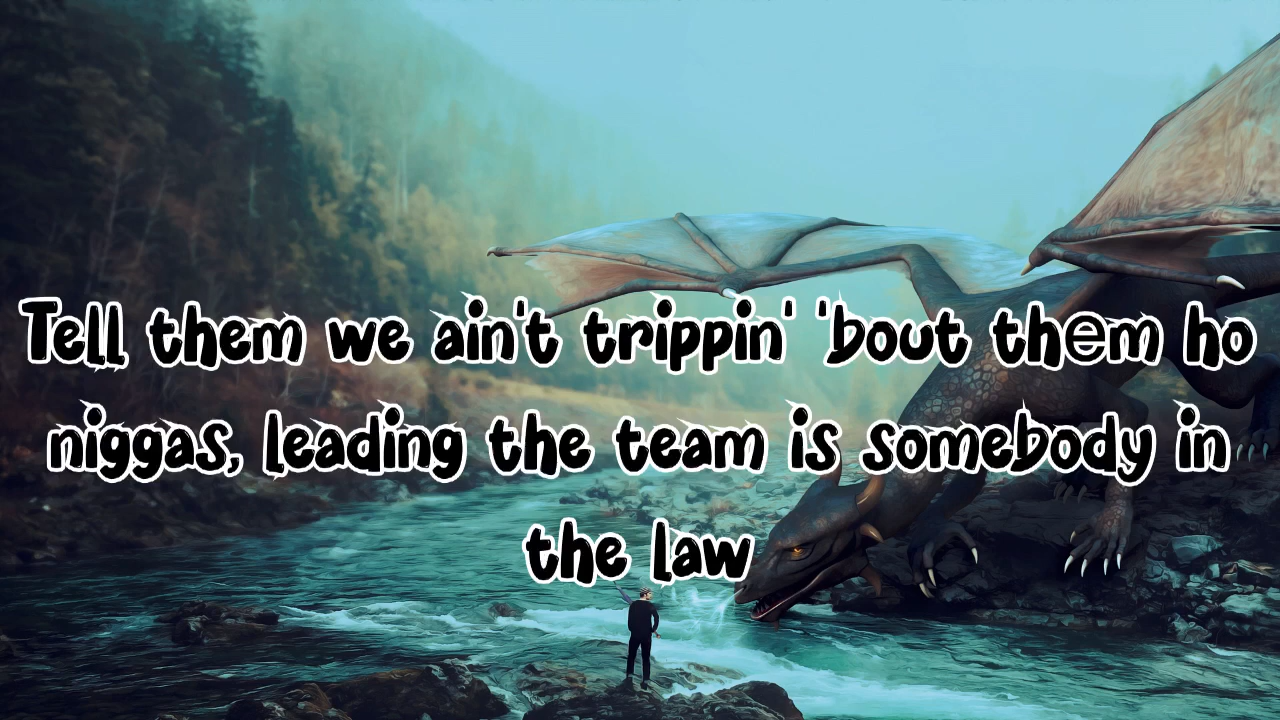 Tell them we ain't trippin' 'bout them ho
niggas, leading the team is somebody in
the law